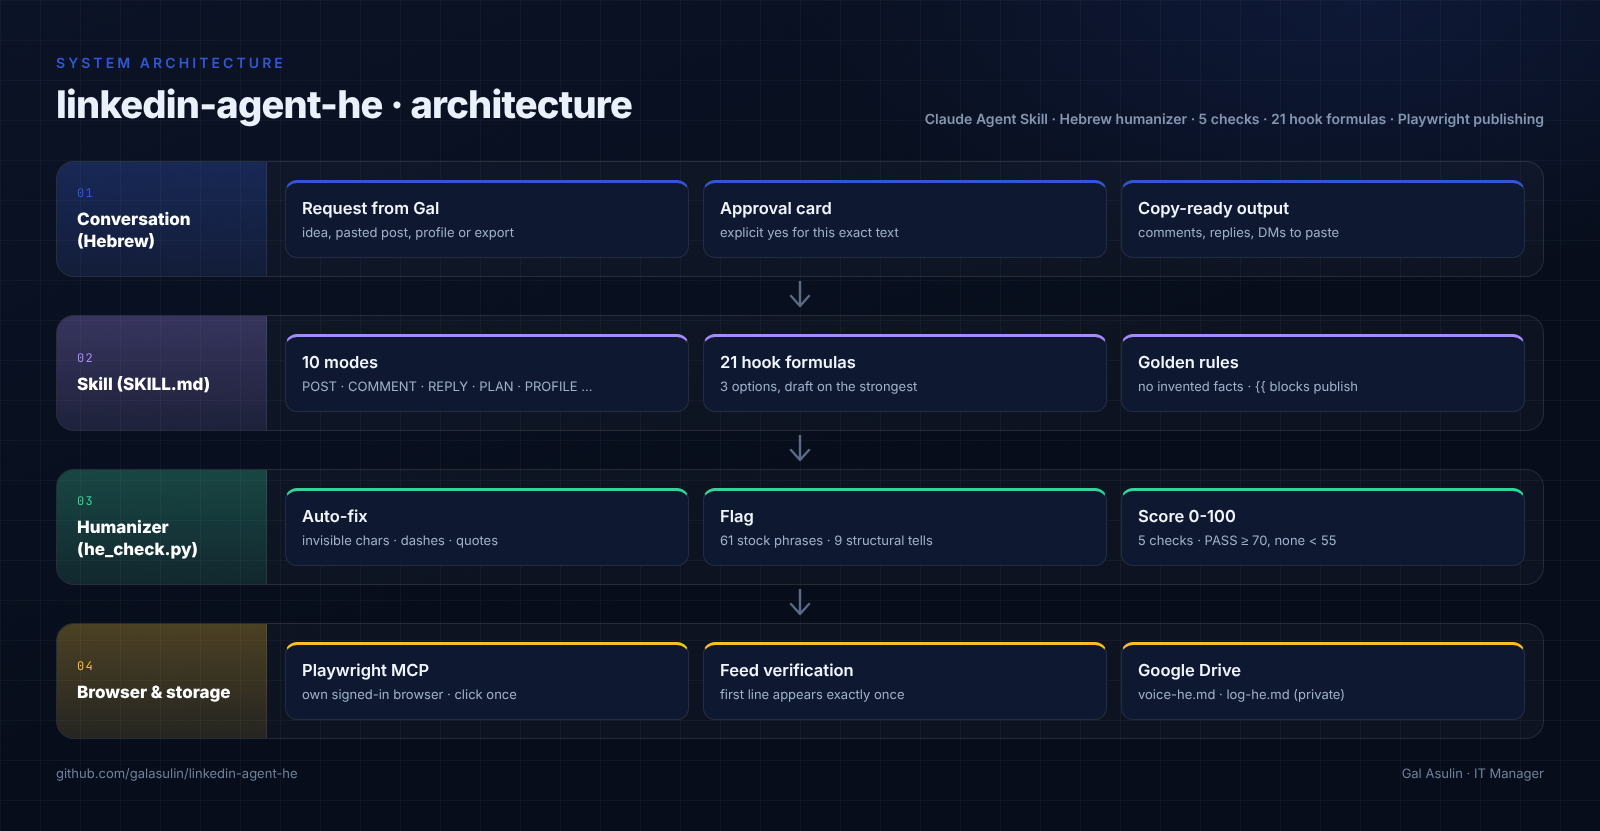 SYSTEM ARCHITECTURE
linkedin-agent-he · architecture
Claude Agent Skill · Hebrew humanizer · 5 checks · 21 hook formulas · Playwright publishing
01
Conversation
(Hebrew)
Request from Gal
idea, pasted post, profile or export
Approval card
explicit yes for this exact text
Copy-ready output
comments, replies, DMs to paste
02
Skill (SKILL.md)
10 modes
POST · COMMENT · REPLY · PLAN · PROFILE ...
21 hook formulas
3 options, draft on the strongest
Golden rules
no invented facts · {{ blocks publish
03
Humanizer
(he_check.py)
Auto-fix
invisible chars · dashes · quotes
Flag
61 stock phrases · 9 structural tells
Score 0-100
5 checks · PASS ≥ 70, none < 55
04
Browser & storage
Playwright MCP
own signed-in browser · click once
Feed verification
first line appears exactly once
Google Drive
voice-he.md · log-he.md (private)
github.com/galasulin/linkedin-agent-he
Gal Asulin · IT Manager